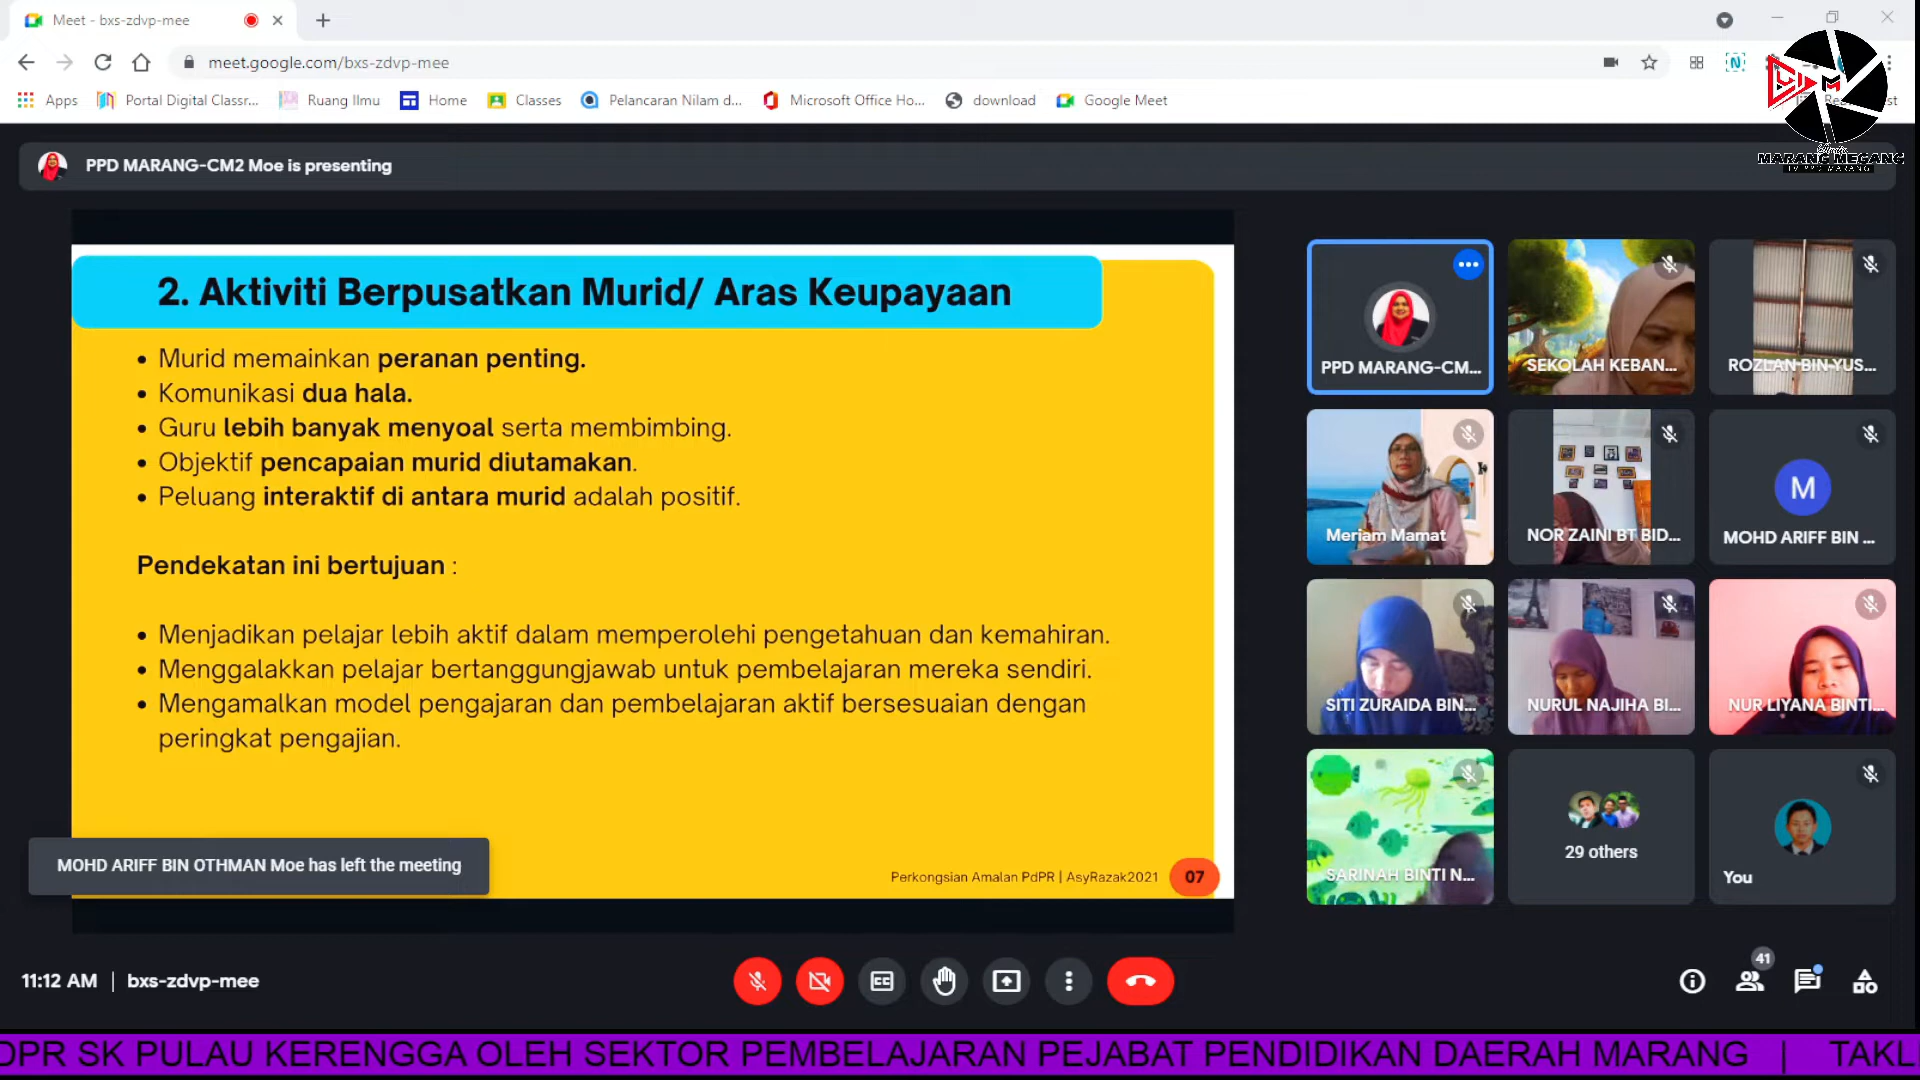 Meet - bxs-zdvp-mee
meet.google.com/bxs-zdvp-mee
Apps
Portal Digital Classr...
Ruang Ilmu
Home
Classes
Pelancaran Nilam d...
Microsoft Office Ho...
download
Google Meet
MARANG MEGANG
TV PPD MARANG
PPD MARANG-CM2 Moe is presenting
2. Aktiviti Berpusatkan Murid/ Aras Keupayaan
• Murid memainkan peranan penting.
• Komunikasi dua hala.
• Guru lebih banyak menyoal serta membimbing.
• Objektif pencapaian murid diutamakan.
• Peluang interaktif di antara murid adalah positif.
Pendekatan ini bertujuan :
• Menjadikan pelajar lebih aktif dalam memperolehi pengetahuan dan kemahiran.
• Menggalakkan pelajar bertanggungjawab untuk pembelajaran mereka sendiri.
• Mengamalkan model pengajaran dan pembelajaran aktif bersesuaian dengan
peringkat pengajian.
Perkongsian Amalan PdPR | AsyRazak2021
07
MOHD ARIFF BIN OTHMAN Moe has left the meeting
PPD MARANG-CM...
SEKOLAH KEBAN...
ROZLAN BIN YUS...
Meriam Mamat
NOR ZAINI BT BID...
M
MOHD ARIFF BIN ...
SITI ZURAIDA BIN...
NURUL NAJIHA BI...
NUR LIYANA BINTI...
SARINAH BINTI N...
29 others
You
11:12 AM | bxs-zdvp-mee
41
DPR SK PULAU KERENGGA OLEH SEKTOR PEMBELAJARAN PEJABAT PENDIDIKAN DAERAH MARANG | TAKL